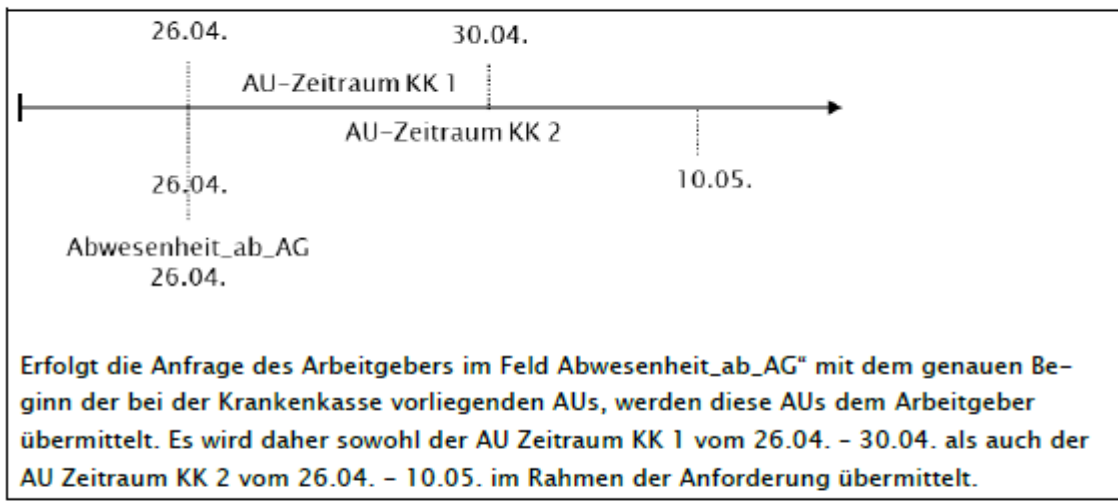 26.04.
30.04.
AU-Zeitraum KK 1
AU-Zeitraum KK 2
26.04.
10.05.
Abwesenheit_ab_AG
26.04.
Erfolgt die Anfrage des Arbeitgebers im Feld Abwesenheit_ab_AG“ mit dem genauen Be-
ginn der bei der Krankenkasse vorliegenden AUs, werden diese AUs dem Arbeitgeber
übermittelt. Es wird daher sowohl der AU Zeitraum KK 1 vom 26.04. – 30.04. als auch der
AU Zeitraum KK 2 vom 26.04. – 10.05. im Rahmen der Anforderung übermittelt.